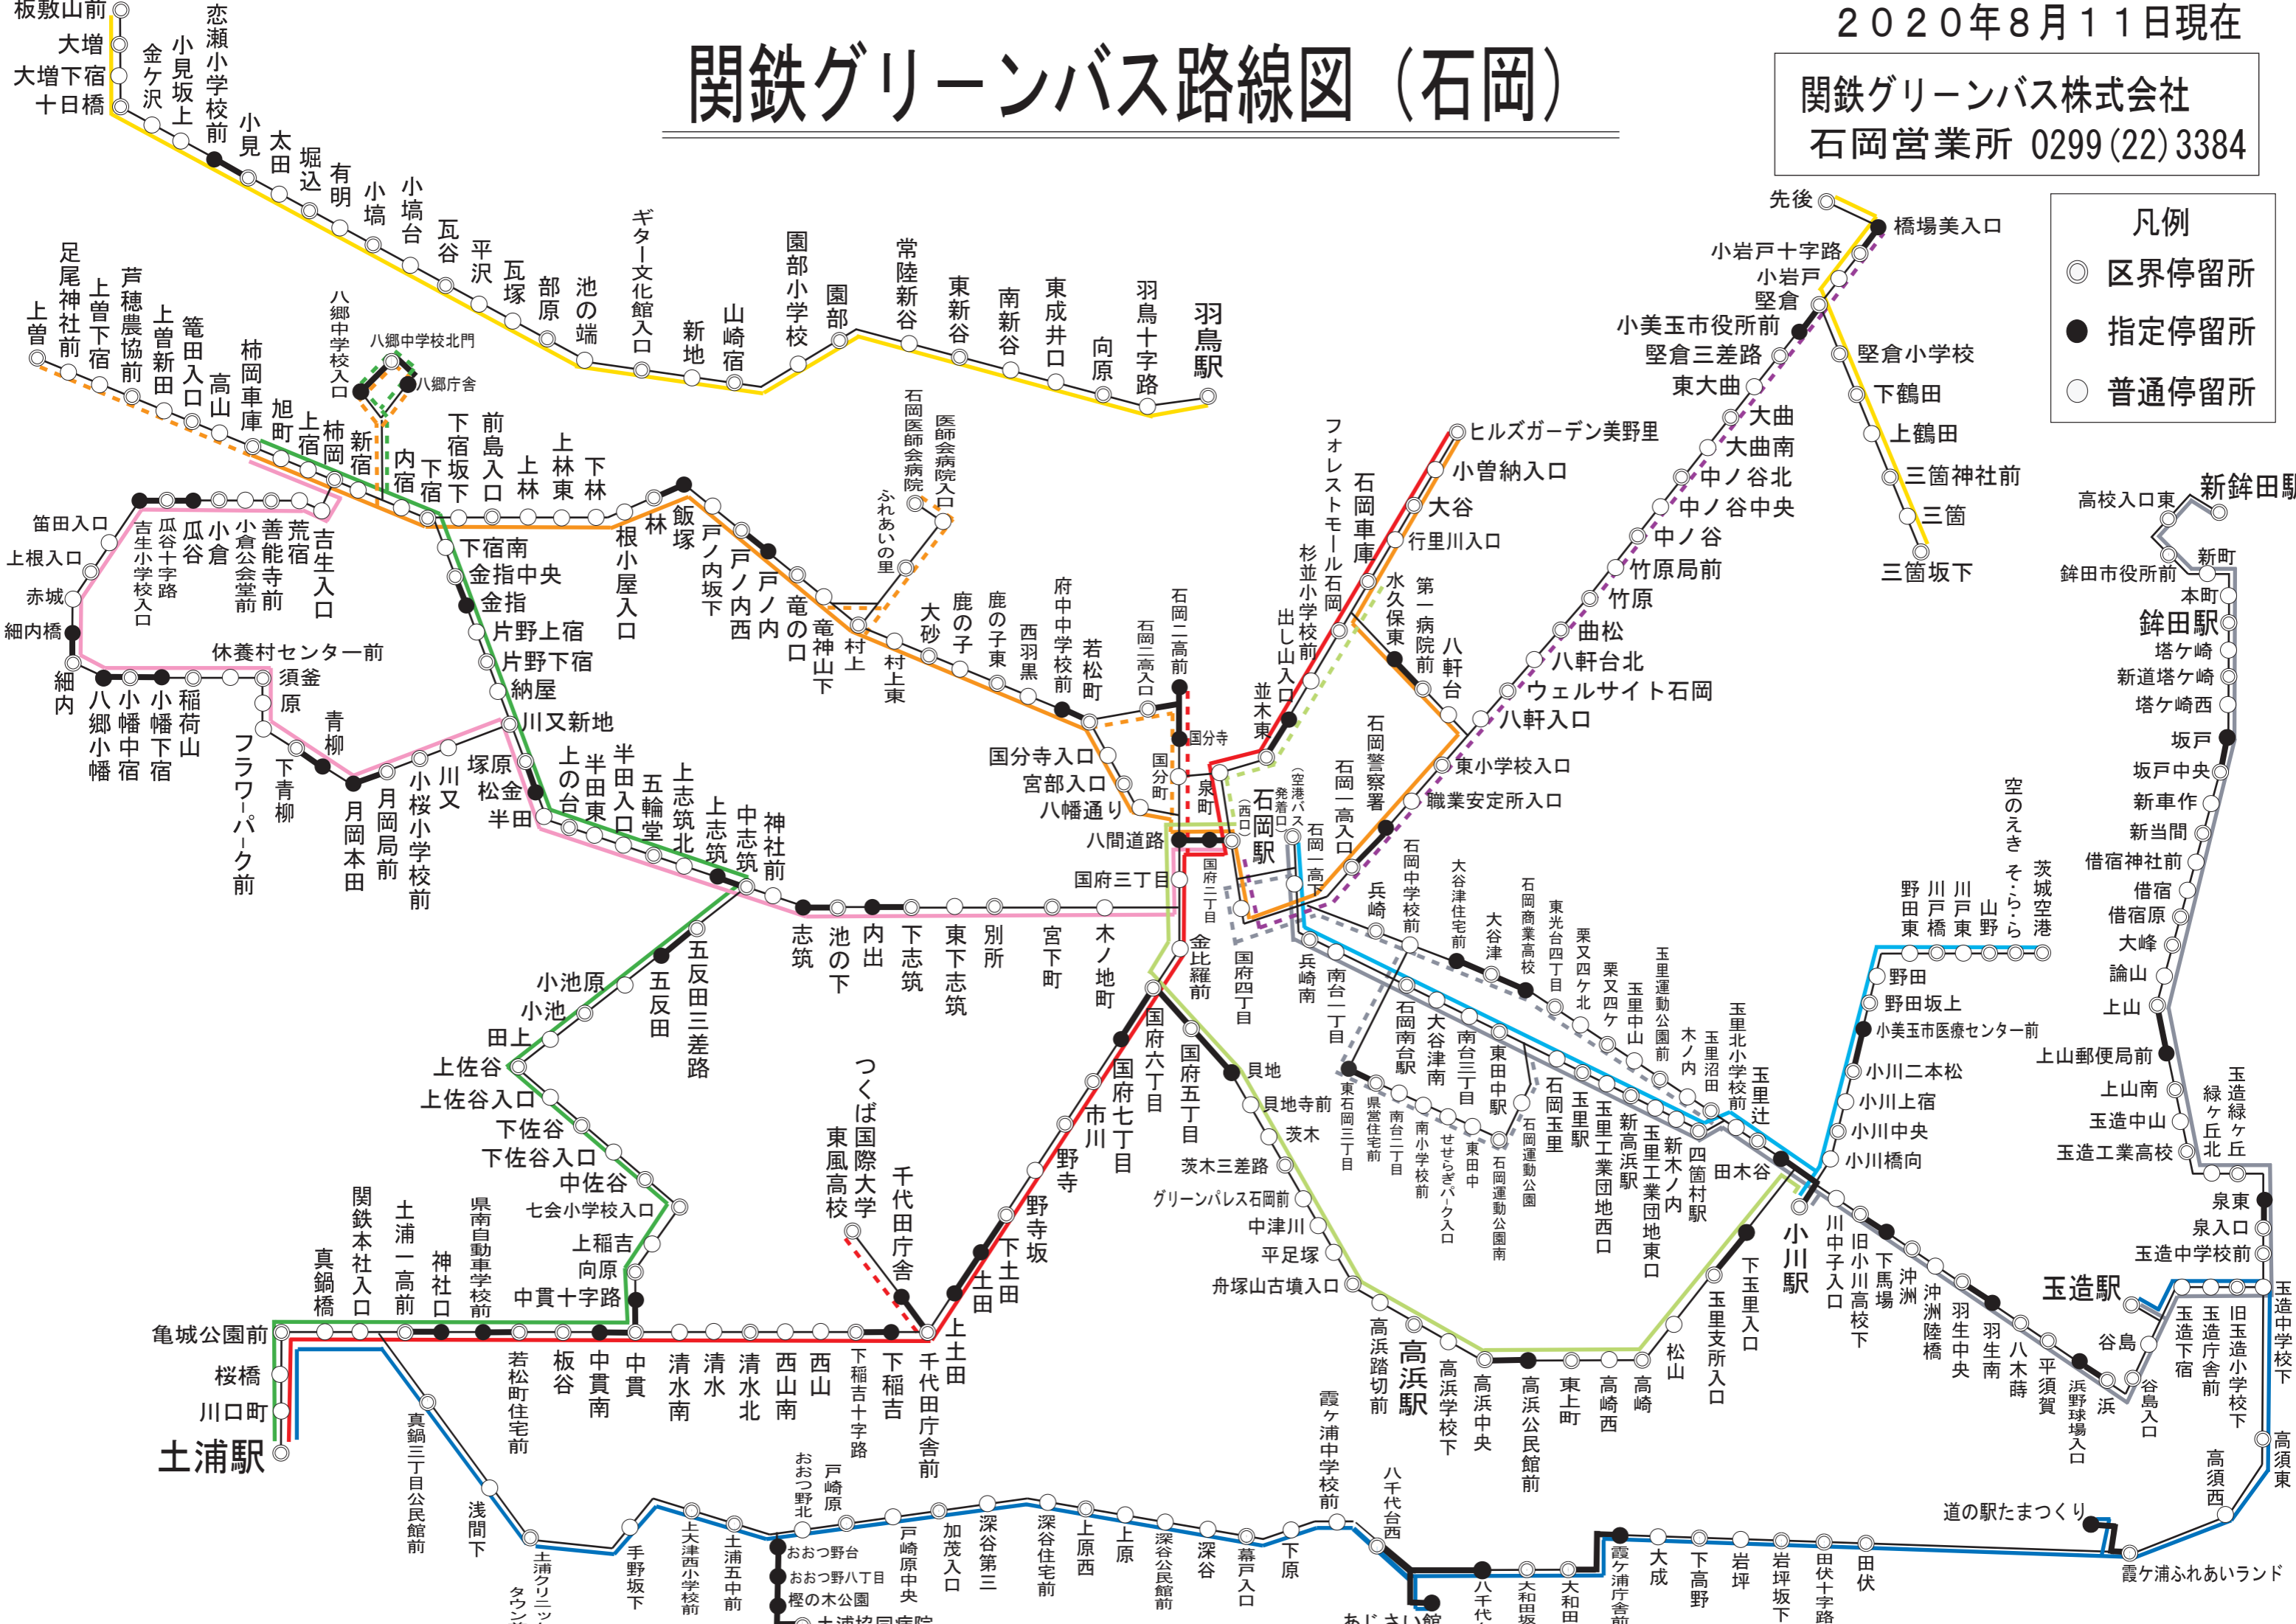 ２０２０年８月１１日現在
関鉄グリーンバス路線図（石岡）
関鉄グリーンバス株式会社
石岡営業所 0299(22)3384
凡例
区界停留所
指定停留所
普通停留所
板敷山前
大増
大増下宿
十日橋
金ケ沢
小見坂上
恋瀬小学校前
小見
太田
堀込
有明
小塙
小塙台
瓦谷
平沢
瓦塚
部原
池の端
ギター文化館入口
新地
山崎宿
園部小学校
園部
常陸新谷
東新谷
南新谷
東成井口
向原
羽鳥十字路
羽鳥駅
上曽
足尾神社前
上曽下宿
芦穂農協前
上曽新田
篭田入口
高山
柿岡車庫
旭町
上宿
柿岡
新宿
八郷中学校入口
八郷中学校北門
八郷庁舎
内宿
下宿
下宿坂下
前島入口
上林
上林東
下林
根小屋入口
林
飯塚
戸ノ内坂下
戸ノ内西
戸ノ内
竜の口
竜神山下
村上
ふれあいの里
石岡医師会病院
医師会病院入口
村上東
大砂
鹿の子
鹿の子東
西羽黒
府中中学校前
若松町
石岡二高入口
石岡二高前
国分寺
国分町
国分寺入口
宮部入口
八幡通り
八間道路
国府三丁目
国府二丁目
泉町
石岡駅
（西口）
（空港バス発着口）
並木東
出し山入口
杉並小学校前
フォレストモール石岡
石岡車庫
行里川入口
大谷
小曽納入口
ヒルズガーデン美野里
水久保東
第一病院前
八軒台
先後
橋場美入口
小岩戸十字路
小岩戸
堅倉
小美玉市役所前
堅倉三差路
東大曲
大曲
大曲南
中ノ谷北
中ノ谷中央
中ノ谷
竹原局前
竹原
曲松
八軒台北
ウェルサイト石岡
八軒入口
東小学校入口
職業安定所入口
石岡警察署
石岡一高入口
石岡一高下
国府四丁目
堅倉小学校
下鶴田
上鶴田
三箇神社前
三箇
三箇坂下
吉生入口
荒宿
善能寺前
小倉公会堂前
小倉
瓜谷
瓜谷十字路
吉生小学校入口
笛田入口
上根入口
赤城
細内橋
細内
八郷小幡
小幡中宿
小幡下宿
稲荷山
休養村センター前
須釜
原
フラワーパーク前
下青柳
青柳
月岡本田
月岡局前
小桜小学校前
川又
下宿南
金指中央
金指
片野上宿
片野下宿
納屋
川又新地
塚原
松金
半田
上の台
半田東
半田入口
五輪堂
上志筑北
上志筑
中志筑
神社前
志筑
池の下
内出
下志筑
東下志筑
別所
宮下町
木ノ地町
五反田三差路
五反田
小池原
小池
田上
上佐谷
上佐谷入口
下佐谷
下佐谷入口
中佐谷
七会小学校入口
上稲吉
向原
中貫十字路
金比羅前
国府六丁目
国府七丁目
市川
野寺
野寺坂
下土田
土田
上土田
千代田庁舎
つくば国際大学東風高校
千代田庁舎前
下稲吉
下稲吉十字路
西山
西山南
清水北
清水
清水南
中貫
中貫南
板谷
若松町住宅前
県南自動車学校前
神社口
土浦一高前
関鉄本社入口
真鍋橋
亀城公園前
桜橋
川口町
土浦駅
国府五丁目
貝地
貝地寺前
茨木
茨木三差路
グリーンパレス石岡前
中津川
平足塚
舟塚山古墳入口
高浜踏切前
高浜駅
高浜学校下
高浜中央
高浜公民館前
東上町
高崎西
高崎
松山
玉里支所入口
下玉里入口
兵崎
石岡中学校前
大谷津住宅前
大谷津
石岡商業高校
東光台四丁目
栗又四ケ北
栗又四ケ
玉里中山
玉里運動公園前
木ノ内
玉里沼田
玉里北小学校前
玉里辻
兵崎南
南台一丁目
石岡南台駅
大谷津南
南台三丁目
東田中駅
石岡玉里
玉里駅
玉里工業団地西口
新高浜駅
玉里工業団地東口
新木ノ内
四箇村駅
東石岡三丁目
県営住宅前
南台二丁目
南小学校前
せせらぎパーク入口
東田中
石岡運動公園南
石岡運動公園
田木谷
小川駅
小川橋向
小川中央
小川上宿
小川二本松
小美玉市医療センター前
野田坂上
野田
野田東
川戸橋
川戸東
山野
空のえき そ・ら・ら
茨城空港
川中子入口
旧小川高校下
下馬場
沖洲
沖洲陸橋
羽生中央
羽生南
八木蒔
平須賀
浜野球場入口
浜
谷島入口
谷島
玉造駅
玉造下宿
玉造庁舎前
旧玉造小学校下
玉造中学校下
玉造中学校前
泉入口
泉東
玉造緑ケ丘
緑ヶ丘北
玉造工業高校
玉造中山
上山南
上山郵便局前
上山
論山
大峰
借宿原
借宿
借宿神社前
新当間
新車作
坂戸中央
坂戸
塔ケ崎西
新道塔ケ崎
塔ケ崎
鉾田駅
本町
新町
鉾田市役所前
高校入口東
新鉾田駅
高須東
高須西
霞ケ浦ふれあいランド
道の駅たまつくり
田伏
田伏十字路
岩坪坂下
岩坪
下高野
大成
霞ケ浦庁舎前
大和田
大和田坂
八千代台西
あじさい館
霞ヶ浦中学校前
下原
幕戸入口
深谷
深谷公民館前
上原
上原西
深谷住宅前
深谷第三
加茂入口
戸崎原中央
戸崎原
おおつ野北
おおつ野台
おおつ野八丁目
樫の木公園
土浦協同病院
土浦五中前
上大津西小学校前
手野坂下
土浦クリニックタウン
浅間下
真鍋三丁目公民館前